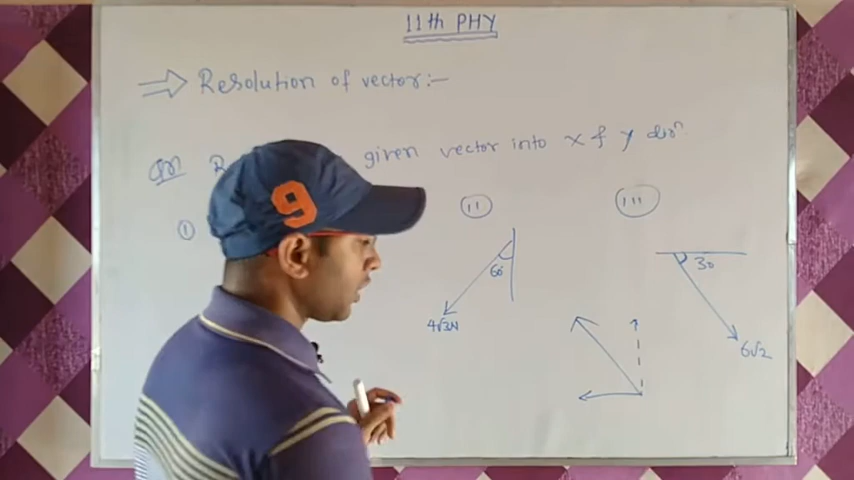 11th PHY
⇒ Resolution of vector:-
Qn R given vector into x & y dirn.
① (ii) (iii)
60°
4√3N
30
6√2
9